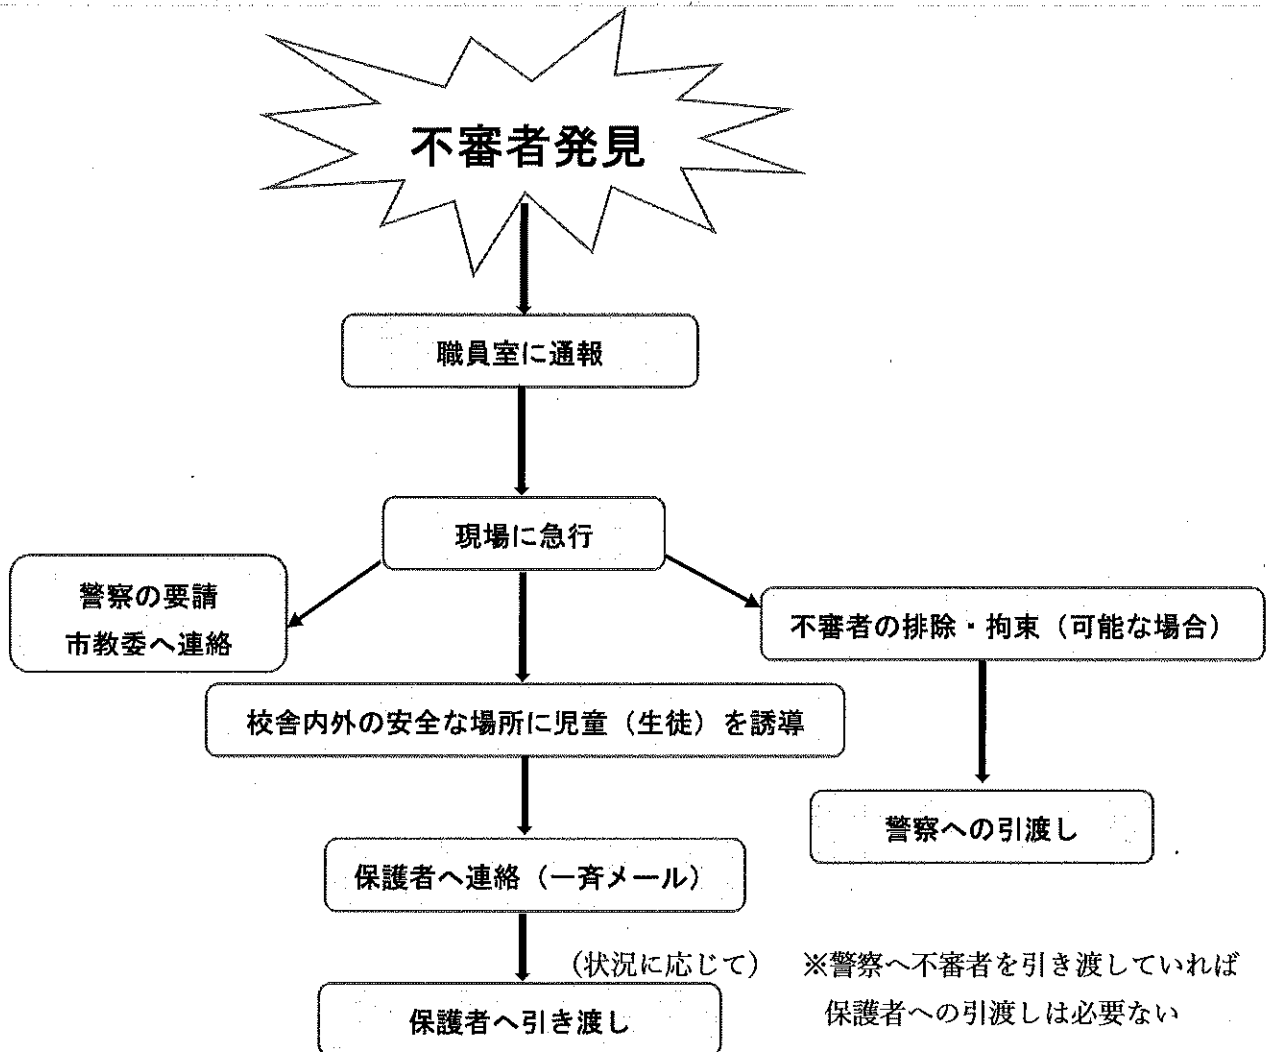 不審者発見
職員室に通報
現場に急行
警察の要請
市教委へ連絡
不審者の排除・拘束（可能な場合）
校舎内外の安全な場所に児童（生徒）を誘導
警察への引渡し
保護者へ連絡（一斉メール）
（状況に応じて）
※警察へ不審者を引き渡していれば
保護者への引渡しは必要ない
保護者へ引き渡し